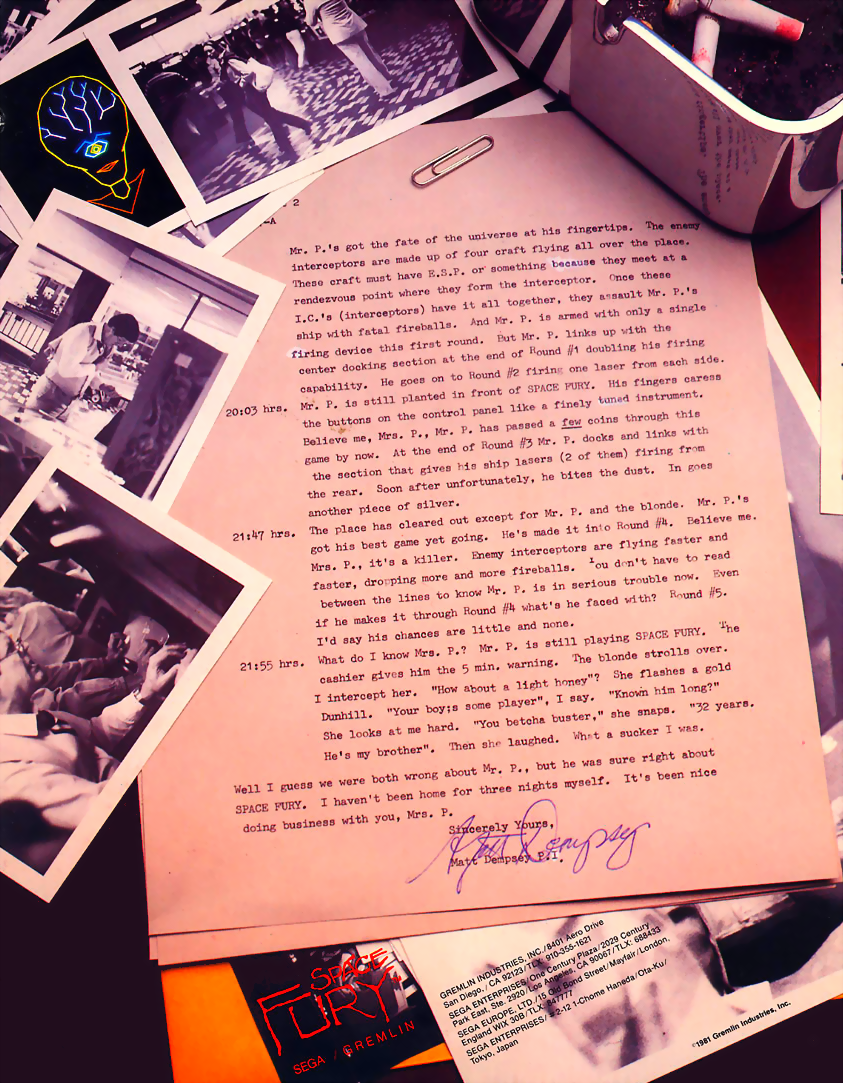 2
-A
Mr. P.'s got the fate of the universe at his fingertips. The enemy
interceptors are made up of four craft flying all over the place.
These craft must have E.S.P. or something because they meet at a
rendezvous point where they form the interceptor. Once these
I.C.'s (interceptors) have it all together, they assault Mr. P.'s
ship with fatal fireballs. And Mr. P. is armed with only a single
firing device this first round. But Mr. P. links up with the
center docking section at the end of Round #1 doubling his firing
capability. He goes on to Round #2 firing one laser from each side.
20:03 hrs. Mr. P. is still planted in front of SPACE FURY. His fingers caress
the buttons on the control panel like a finely tuned instrument.
Believe me, Mrs. P., Mr. P. has passed a few coins through this
game by now. At the end of Round #3 Mr. P. docks and links with
the section that gives his ship lasers (2 of them) firing from
the rear. Soon after unfortunately, he bites the dust. In goes
another piece of silver.
21:47 hrs. The place has cleared out except for Mr. P. and the blonde. Mr. P.'s
got his best game yet going. He's made it into Round #4. Believe me.
Mrs. P., it's a killer. Enemy interceptors are flying faster and
faster, dropping more and more fireballs. You don't have to read
between the lines to know Mr. P. is in serious trouble now. Even
if he makes it through Round #4 what's he faced with? Round #5.
I'd say his chances are little and none.
21:55 hrs. What do I know Mrs. P.? Mr. P. is still playing SPACE FURY. The
cashier gives him the 5 min. warning. The blonde strolls over.
I intercept her. "How about a light honey"? She flashes a gold
Dunhill. "Your boy;s some player", I say. "Known him long?"
She looks at me hard. "You betcha buster," she snaps. "32 years.
He's my brother". Then she laughed. What a sucker I was.
Well I guess we were both wrong about Mr. P., but he was sure right about
SPACE FURY. I haven't been home for three nights myself. It's been nice
doing business with you, Mrs. P.
Sincerely Yours,
Matt Dempsey
Matt Dempsey P.I.
SPACE
FURY
SEGA / GREMLIN
GREMLIN INDUSTRIES, INC./8401 Aero Drive
San Diego, / CA 92123/TLX: 910-355-1621
SEGA ENTERPRISES/One Century Plaza/2029 Century
Park East, Ste. 2920/Los Angeles, CA 90067/TLX: 688433
SEGA EUROPE, LTD./15 Old Bond Street/Mayfair/London,
England WIX 30B/TLX: 847777
SEGA ENTERPRISES/#2-12 1-Chome Haneda/Ota-Ku/
Tokyo, Japan
©1981 Gremlin Industries, Inc.